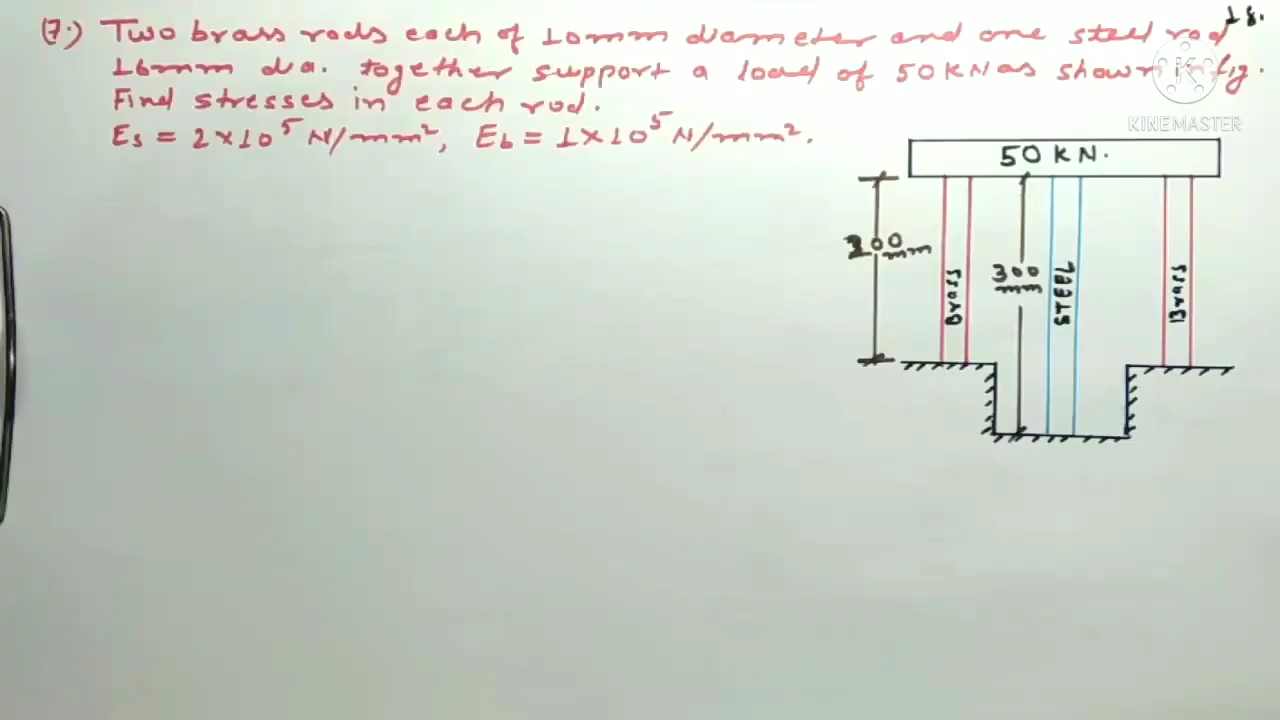 18.
(7.) Two brass rods each of 10mm diameter and one steel rod
16mm dia. together support a load of 50KN as shown in fig.
Find stresses in each rod.
Es = 2×10⁵ N/mm², Eb = 1×10⁵ N/mm².
KINEMASTER
50 KN.
200
mm
300
mm
Brass
STEEL
Brass